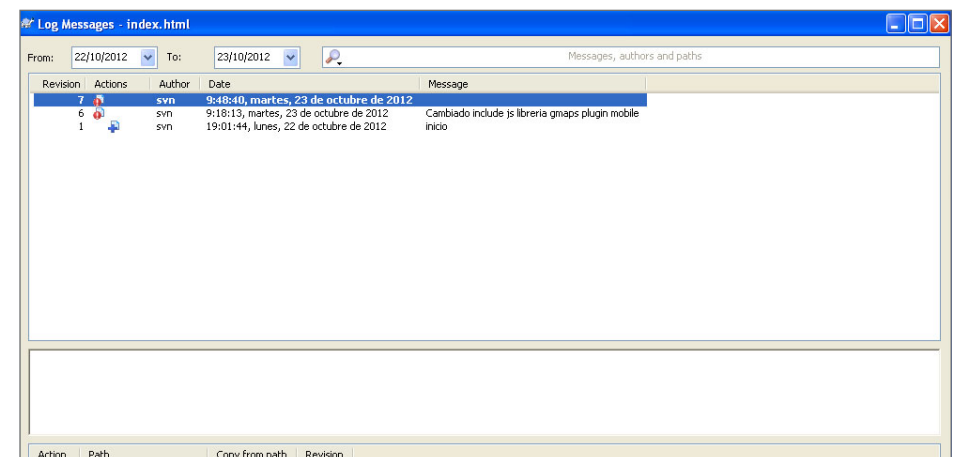 Log Messages - index.html
From: 22/10/2012 To: 23/10/2012 Messages, authors and paths
Revision Actions Author Date Message
7 svn 9:48:40, martes, 23 de octubre de 2012
6 svn 9:18:13, martes, 23 de octubre de 2012 Cambiado include js libreria gmaps plugin mobile
1 svn 19:01:44, lunes, 22 de octubre de 2012 inicio
Action Path Copy from path Revision